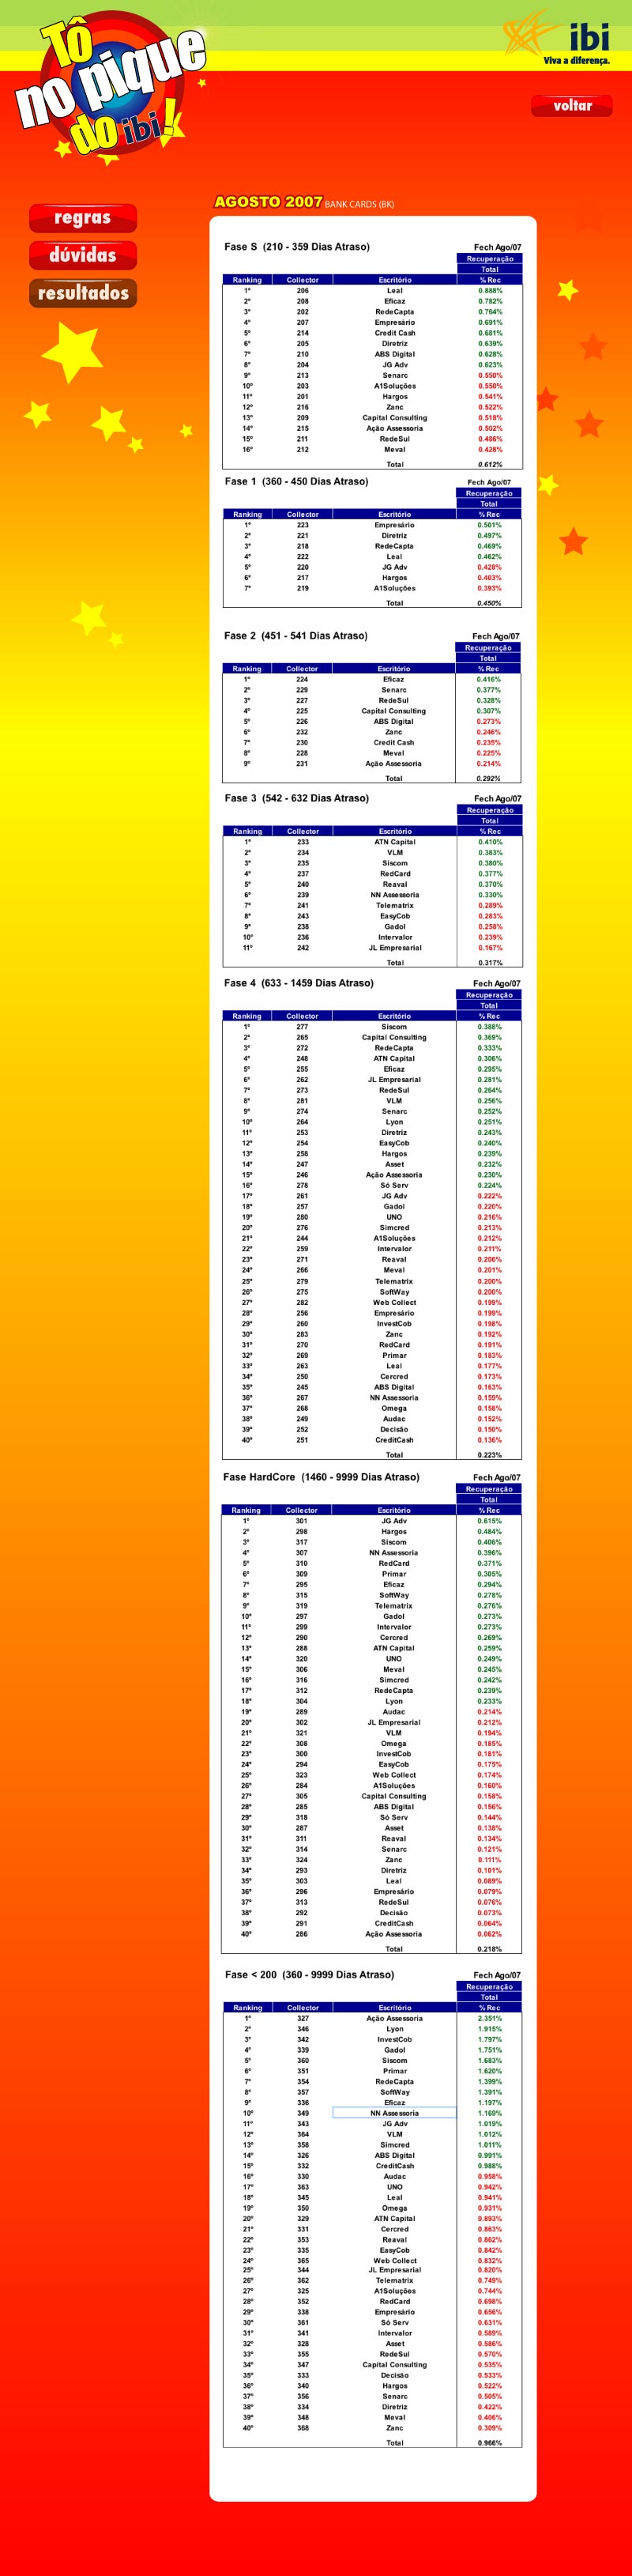 Tô
no pique
do ibi!
ibi
Viva a diferença.
voltar
regras
dúvidas
resultados
AGOSTO 2007 BANK CARDS (BK)
Fase S (210 - 359 Dias Atraso) Fech Ago/07
Recuperação
Total
Ranking Collector Escritório % Rec
1º 206 Leal 0.888%
2º 208 Eficaz 0.782%
3º 202 RedeCapta 0.764%
4º 207 Empresário 0.691%
5º 214 Credit Cash 0.681%
6º 205 Diretriz 0.639%
7º 210 ABS Digital 0.628%
8º 204 JG Adv 0.623%
9º 213 Senarc 0.550%
10º 203 A1Soluções 0.550%
11º 201 Hargos 0.541%
12º 216 Zanc 0.522%
13º 209 Capital Consulting 0.518%
14º 215 Ação Assessoria 0.502%
15º 211 RedeSul 0.486%
16º 212 Meval 0.428%
Total 0.612%
Fase 1 (360 - 450 Dias Atraso) Fech Ago/07
Recuperação
Total
Ranking Collector Escritório % Rec
1º 223 Empresário 0.501%
2º 221 Diretriz 0.497%
3º 218 RedeCapta 0.469%
4º 222 Leal 0.462%
5º 220 JG Adv 0.428%
6º 217 Hargos 0.403%
7º 219 A1Soluções 0.393%
Total 0.450%
Fase 2 (451 - 541 Dias Atraso) Fech Ago/07
Recuperação
Total
Ranking Collector Escritório % Rec
1º 224 Eficaz 0.416%
2º 229 Senarc 0.377%
3º 227 RedeSul 0.328%
4º 225 Capital Consulting 0.307%
5º 226 ABS Digital 0.273%
6º 232 Zanc 0.246%
7º 230 Credit Cash 0.235%
8º 228 Meval 0.225%
9º 231 Ação Assessoria 0.214%
Total 0.292%
Fase 3 (542 - 632 Dias Atraso) Fech Ago/07
Recuperação
Total
Ranking Collector Escritório % Rec
1º 233 ATN Capital 0.410%
2º 234 VLM 0.383%
3º 235 Siscom 0.380%
4º 237 RedCard 0.377%
5º 240 Reaval 0.370%
6º 239 NN Assessoria 0.330%
7º 241 Telematrix 0.289%
8º 243 EasyCob 0.283%
9º 238 Gadol 0.258%
10º 236 Intervalor 0.239%
11º 242 JL Empresarial 0.167%
Total 0.317%
Fase 4 (633 - 1459 Dias Atraso) Fech Ago/07
Recuperação
Total
Ranking Collector Escritório % Rec
1º 277 Siscom 0.388%
2º 265 Capital Consulting 0.369%
3º 272 RedeCapta 0.333%
4º 248 ATN Capital 0.306%
5º 255 Eficaz 0.295%
6º 262 JL Empresarial 0.281%
7º 273 RedeSul 0.264%
8º 281 VLM 0.256%
9º 274 Senarc 0.252%
10º 264 Lyon 0.251%
11º 253 Diretriz 0.243%
12º 254 EasyCob 0.240%
13º 258 Hargos 0.239%
14º 247 Asset 0.232%
15º 246 Ação Assessoria 0.230%
16º 278 Só Serv 0.224%
17º 261 JG Adv 0.222%
18º 257 Gadol 0.220%
19º 280 UNO 0.216%
20º 276 Simcred 0.213%
21º 244 A1Soluções 0.212%
22º 259 Intervalor 0.211%
23º 271 Reaval 0.206%
24º 266 Meval 0.201%
25º 279 Telematrix 0.200%
26º 275 SoftWay 0.200%
27º 282 Web Collect 0.199%
28º 256 Empresário 0.199%
29º 260 InvestCob 0.198%
30º 283 Zanc 0.192%
31º 270 RedCard 0.191%
32º 269 Primar 0.183%
33º 263 Leal 0.177%
34º 250 Cercred 0.173%
35º 245 ABS Digital 0.163%
36º 267 NN Assessoria 0.159%
37º 268 Omega 0.158%
38º 249 Audac 0.152%
39º 252 Decisão 0.150%
40º 251 CreditCash 0.136%
Total 0.223%
Fase HardCore (1460 - 9999 Dias Atraso) Fech Ago/07
Recuperação
Total
Ranking Collector Escritório % Rec
1º 301 JG Adv 0.615%
2º 298 Hargos 0.484%
3º 317 Siscom 0.406%
4º 307 NN Assessoria 0.396%
5º 310 RedCard 0.371%
6º 309 Primar 0.305%
7º 295 Eficaz 0.294%
8º 315 SoftWay 0.278%
9º 319 Telematrix 0.276%
10º 297 Gadol 0.273%
11º 299 Intervalor 0.273%
12º 290 Cercred 0.269%
13º 288 ATN Capital 0.259%
14º 320 UNO 0.249%
15º 306 Meval 0.245%
16º 316 Simcred 0.242%
17º 312 RedeCapta 0.239%
18º 304 Lyon 0.233%
19º 289 Audac 0.214%
20º 302 JL Empresarial 0.212%
21º 321 VLM 0.194%
22º 308 Omega 0.185%
23º 300 InvestCob 0.181%
24º 294 EasyCob 0.175%
25º 323 Web Collect 0.174%
26º 284 A1Soluções 0.160%
27º 305 Capital Consulting 0.158%
28º 285 ABS Digital 0.156%
29º 318 Só Serv 0.144%
30º 287 Asset 0.138%
31º 311 Reaval 0.134%
32º 314 Senarc 0.121%
33º 324 Zanc 0.111%
34º 293 Diretriz 0.101%
35º 303 Leal 0.089%
36º 296 Empresário 0.079%
37º 313 RedeSul 0.076%
38º 292 Decisão 0.073%
39º 291 CreditCash 0.064%
40º 286 Ação Assessoria 0.062%
Total 0.218%
Fase < 200 (360 - 9999 Dias Atraso) Fech Ago/07
Recuperação
Total
Ranking Collector Escritório % Rec
1º 327 Ação Assessoria 2.351%
2º 346 Lyon 1.915%
3º 342 InvestCob 1.797%
4º 339 Gadol 1.751%
5º 360 Siscom 1.683%
6º 351 Primar 1.620%
7º 354 RedeCapta 1.399%
8º 357 SoftWay 1.391%
9º 336 Eficaz 1.197%
10º 349 NN Assessoria 1.169%
11º 343 JG Adv 1.019%
12º 364 VLM 1.012%
13º 358 Simcred 1.011%
14º 326 ABS Digital 0.991%
15º 332 CreditCash 0.988%
16º 330 Audac 0.958%
17º 363 UNO 0.942%
18º 345 Leal 0.941%
19º 350 Omega 0.931%
20º 329 ATN Capital 0.893%
21º 331 Cercred 0.863%
22º 353 Reaval 0.862%
23º 335 EasyCob 0.842%
24º 365 Web Collect 0.832%
25º 344 JL Empresarial 0.820%
26º 362 Telematrix 0.749%
27º 325 A1Soluções 0.744%
28º 352 RedCard 0.698%
29º 338 Empresário 0.656%
30º 361 Só Serv 0.631%
31º 341 Intervalor 0.589%
32º 328 Asset 0.586%
33º 355 RedeSul 0.570%
34º 347 Capital Consulting 0.535%
35º 333 Decisão 0.533%
36º 340 Hargos 0.522%
37º 356 Senarc 0.505%
38º 334 Diretriz 0.422%
39º 348 Meval 0.406%
40º 368 Zanc 0.309%
Total 0.966%